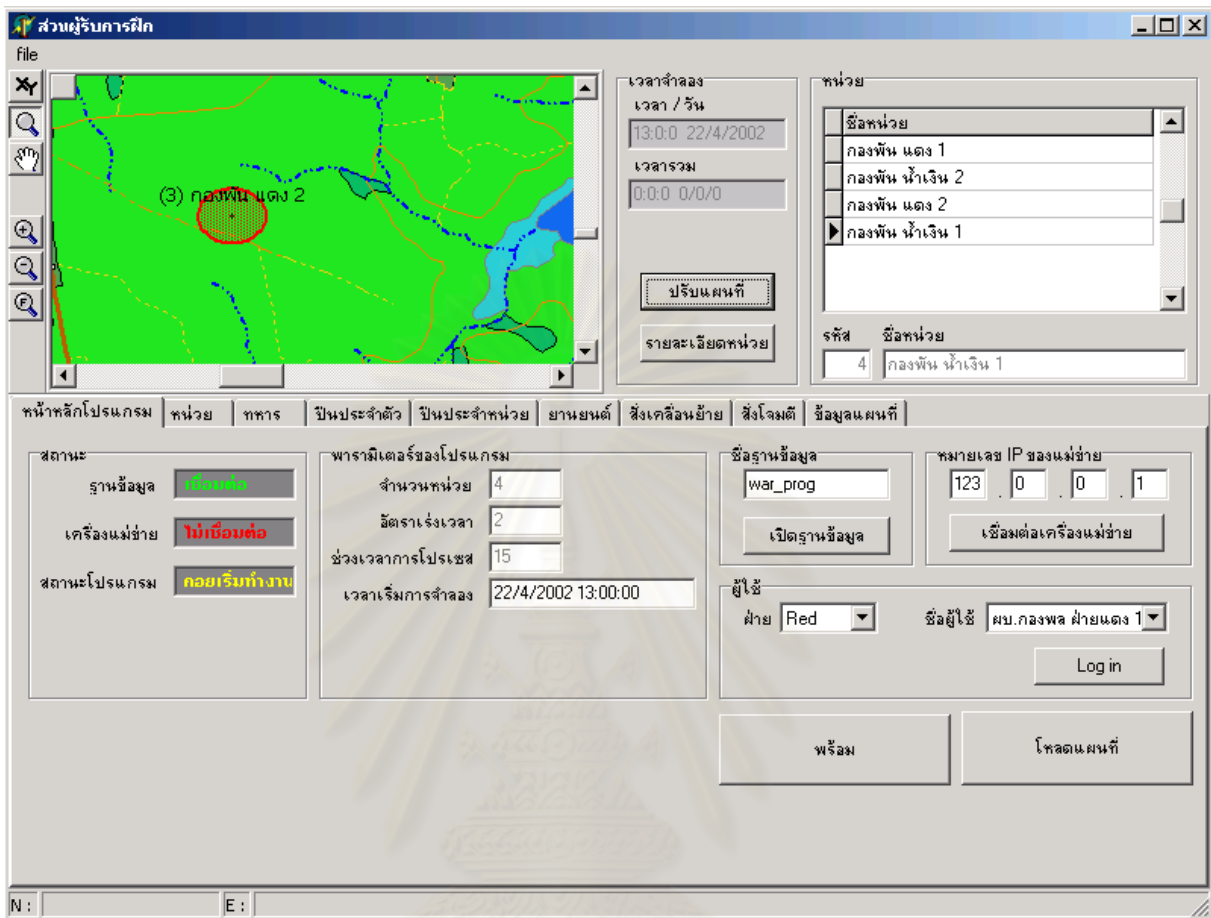 ส่วนผู้รับการฝึก
file
(3) กองพัน แดง 2
เวลาจำลอง
เวลา / วัน
13:0:0 22/4/2002
เวลารวม
0:0:0 0/0/0
ปรับแผนที่
รายละเอียดหน่วย
หน่วย
ชื่อหน่วย
กองพัน แดง 1
กองพัน น้ำเงิน 2
กองพัน แดง 2
กองพัน น้ำเงิน 1
รหัส ชื่อหน่วย
4 กองพัน น้ำเงิน 1
หน้าหลักโปรแกรม หน่วย ทหาร ปืนประจำตัว ปืนประจำหน่วย ยานยนต์ สั่งเคลื่อนย้าย สั่งโจมตี ข้อมูลแผนที่
สถานะ
ฐานข้อมูล เชื่อมต่อ
เครื่องแม่ข่าย ไม่เชื่อมต่อ
สถานะโปรแกรม คอยเริ่มทำงาน
พารามิเตอร์ของโปรแกรม
จำนวนหน่วย 4
อัตราเร่งเวลา 2
ช่วงเวลาการโปรเซส 15
เวลาเริ่มการจำลอง 22/4/2002 13:00:00
ชื่อฐานข้อมูล
war_prog
เปิดฐานข้อมูล
หมายเลข IP ของแม่ข่าย
123 . 0 . 0 . 1
เชื่อมต่อเครื่องแม่ข่าย
ผู้ใช้
ฝ่าย Red ชื่อผู้ใช้ ผบ.กองพล ฝ่ายแดง 1
Log in
พร้อม โหลดแผนที่
N : E :